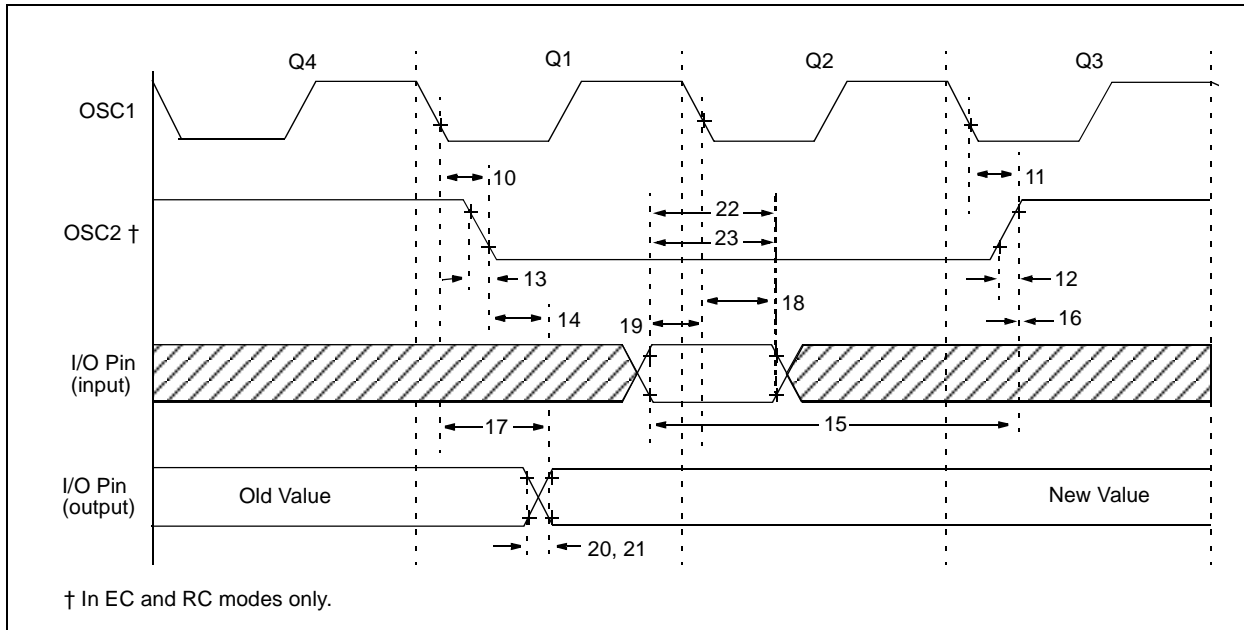 Q4 Q1 Q2 Q3
OSC1
10 11
22
OSC2 †
23
13 12
18
14 19 16
I/O Pin
(input)
17 15
I/O Pin
(output)
Old Value New Value
20, 21
† In EC and RC modes only.